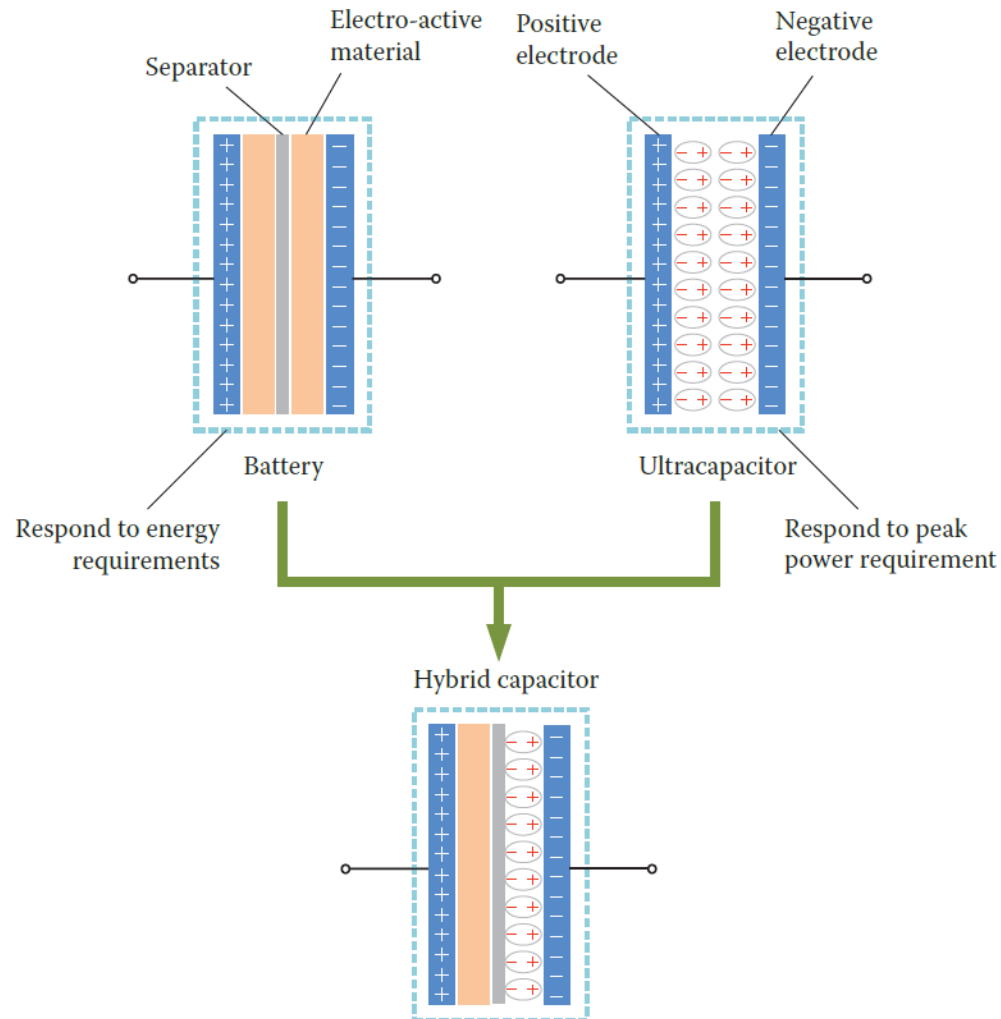 Electro-active
material
Separator
Positive
electrode
Negative
electrode
Battery
Ultracapacitor
Respond to energy
requirements
Respond to peak
power requirement
Hybrid capacitor